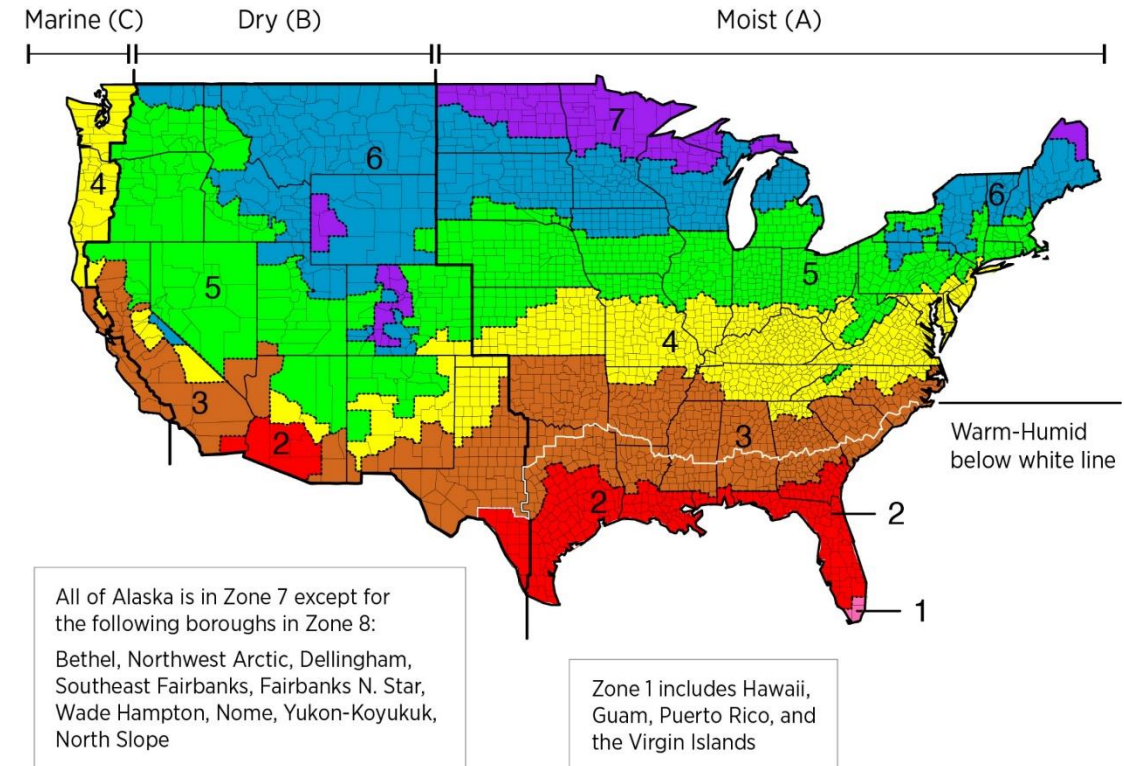 Marine (C)
Dry (B)
Moist (A)
7
6
4
6
5
5
4
3
3
2
Warm-Humid
below white line
2
2
1
All of Alaska is in Zone 7 except for
the following boroughs in Zone 8:
Bethel, Northwest Arctic, Dellingham,
Southeast Fairbanks, Fairbanks N. Star,
Wade Hampton, Nome, Yukon-Koyukuk,
North Slope
Zone 1 includes Hawaii,
Guam, Puerto Rico, and
the Virgin Islands